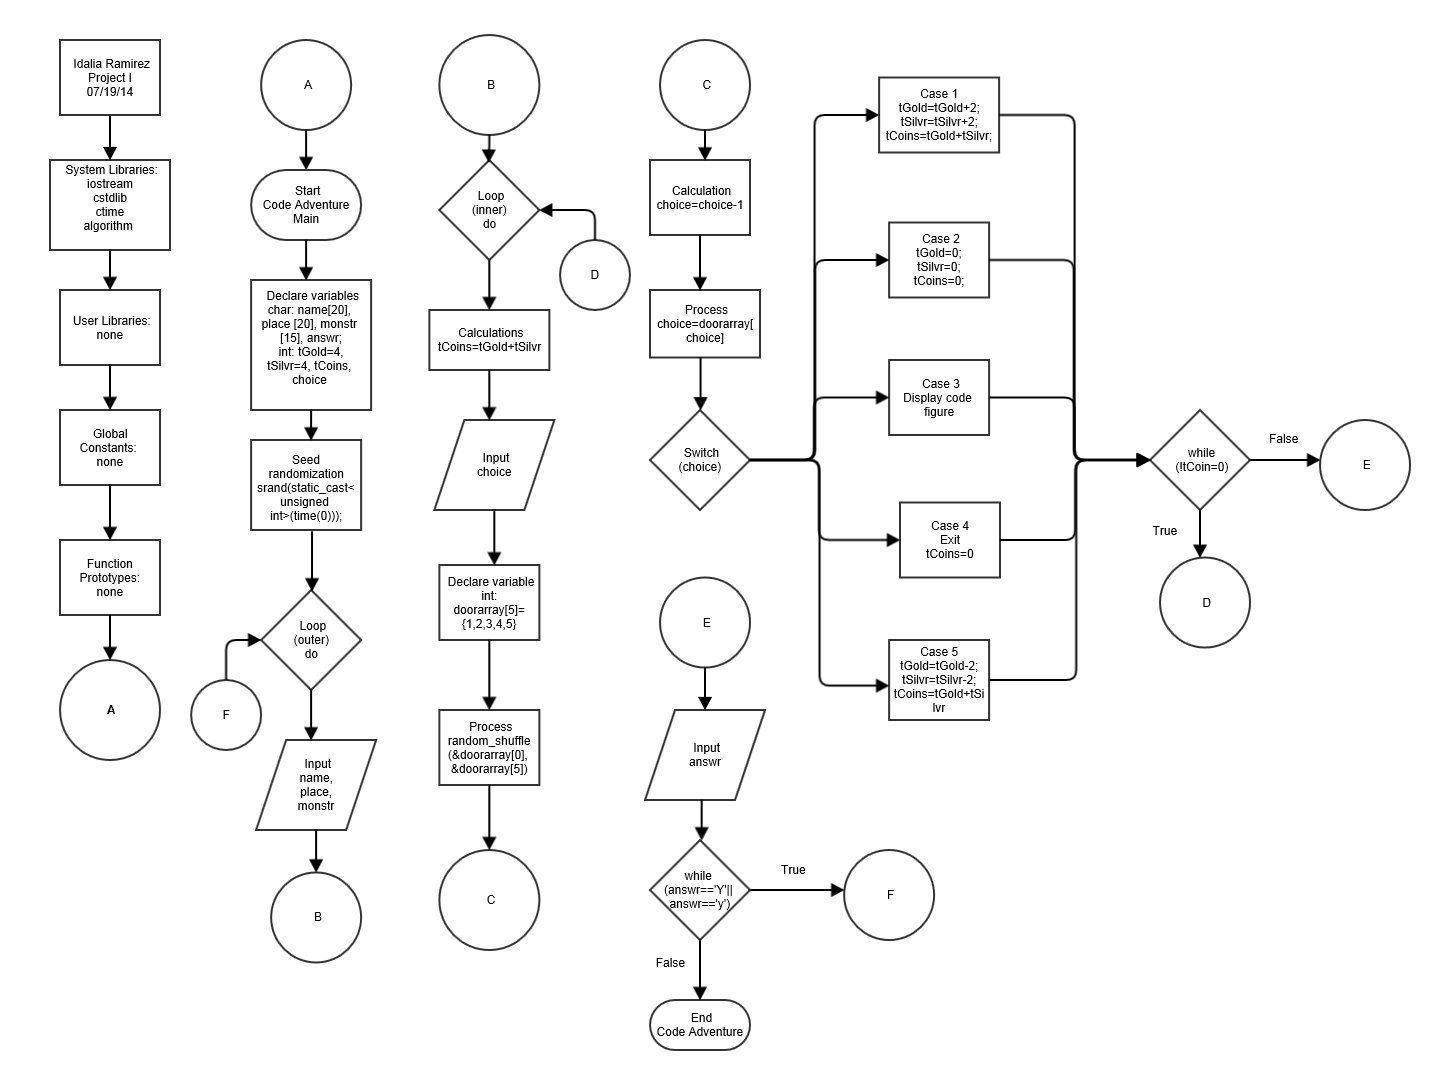 Idalia Ramirez
Project I
07/19/14
System Libraries:
iostream
cstdlib
ctime
algorithm
User Libraries:
none
Global
Constants:
none
Function
Prototypes:
none
A
A
Start
Code Adventure
Main
Declare variables
char: name[20],
place [20], monstr
[15], answr;
int: tGold=4,
tSilvr=4, tCoins,
choice
Seed
randomization
srand(static_cast<
unsigned
int>(time(0)));
Loop
(outer)
do
F
Input
name,
place,
monstr
B
B
Loop
(inner)
do
D
Calculations
tCoins=tGold+tSilvr
Input
choice
Declare variable
int:
doorarray[5]=
{1,2,3,4,5}
Process
random_shuffle
(&doorarray[0],
&doorarray[5])
C
C
Calculation
choice=choice-1
Process
choice=doorarray[
choice]
Switch
(choice)
Case 1
tGold=tGold+2;
tSilvr=tSilvr+2;
tCoins=tGold+tSilvr;
Case 2
tGold=0;
tSilvr=0;
tCoins=0;
Case 3
Display code
figure
Case 4
Exit
tCoins=0
Case 5
tGold=tGold-2;
tSilvr=tSilvr-2;
tCoins=tGold+tSi
lvr
while
(!tCoin=0)
False
E
True
D
E
Input
answr
while
(answr=='Y'||
answr=='y')
True
F
False
End
Code Adventure